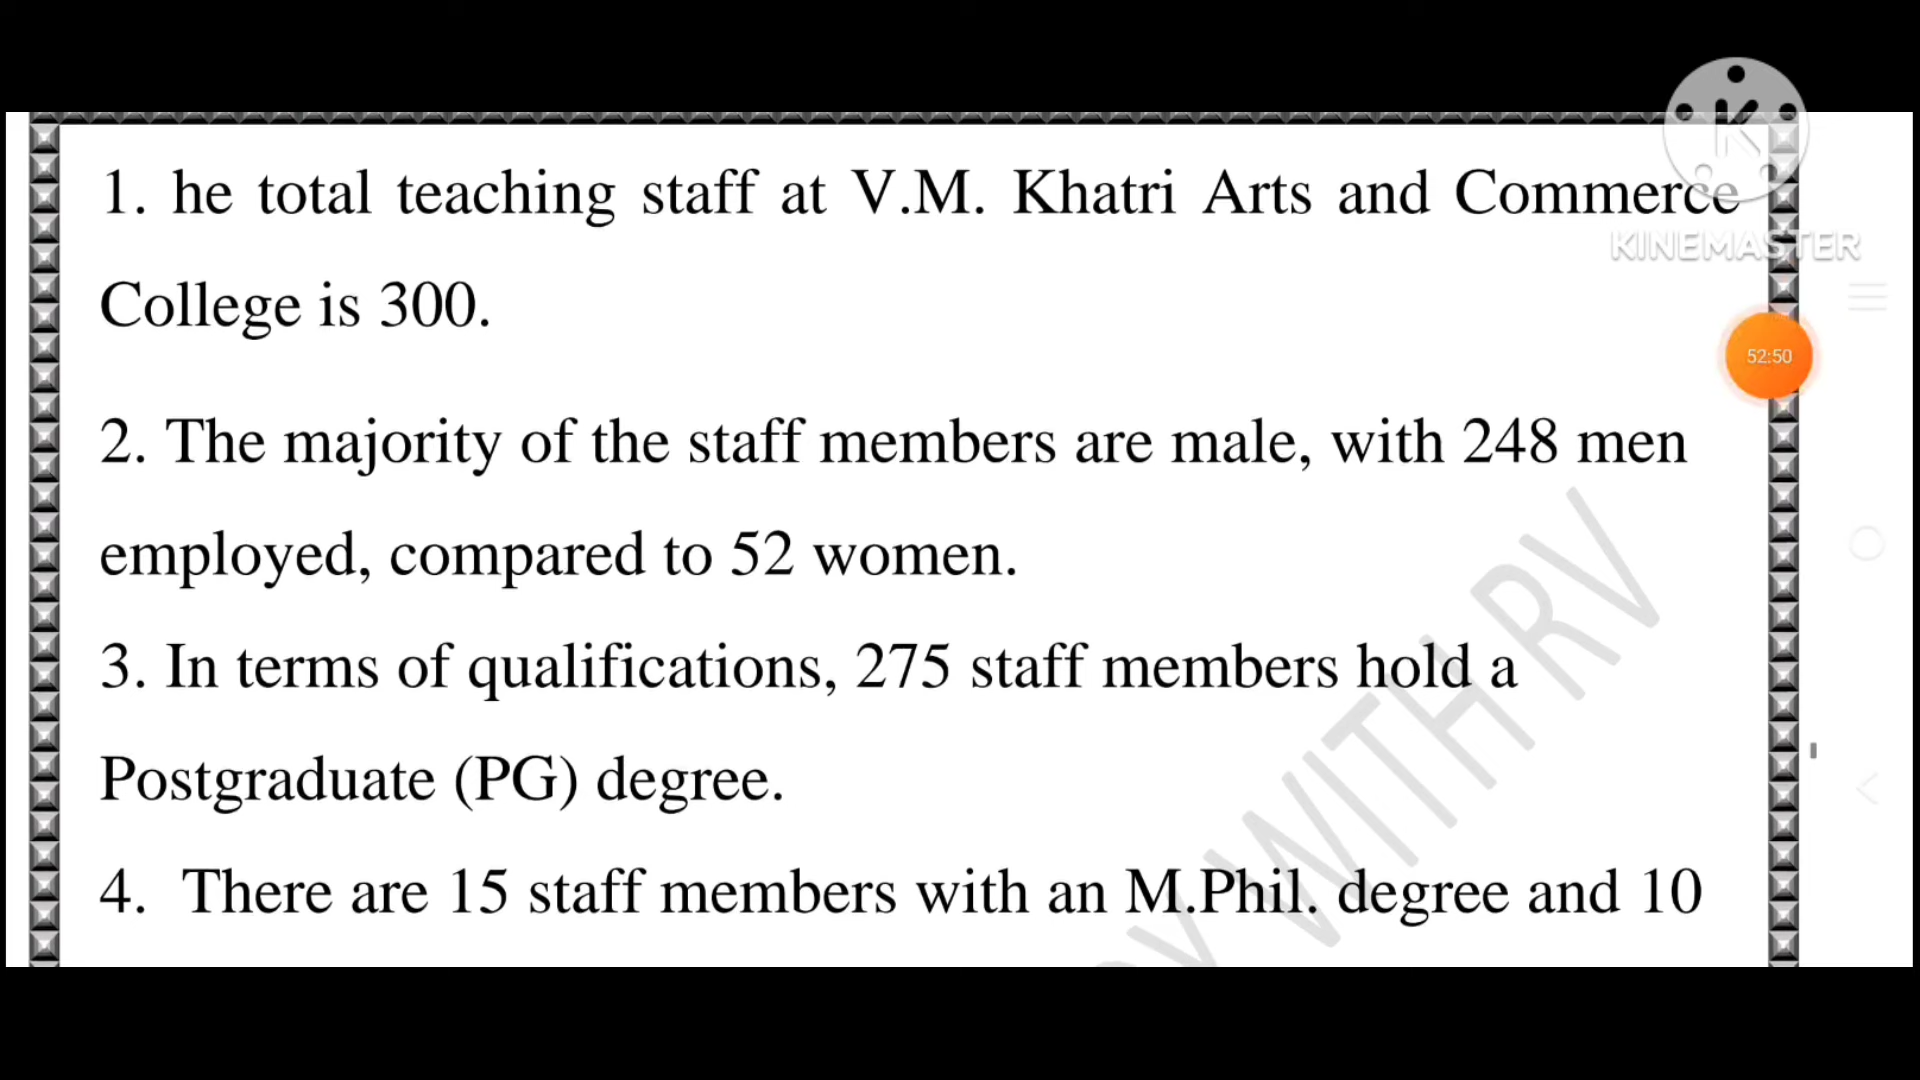 1. he total teaching staff at V.M. Khatri Arts and Commerce
College is 300.
2. The majority of the staff members are male, with 248 men
employed, compared to 52 women.
3. In terms of qualifications, 275 staff members hold a
Postgraduate (PG) degree.
4. There are 15 staff members with an M.Phil. degree and 10
KINEMASTER
52:50
Y WITH RV